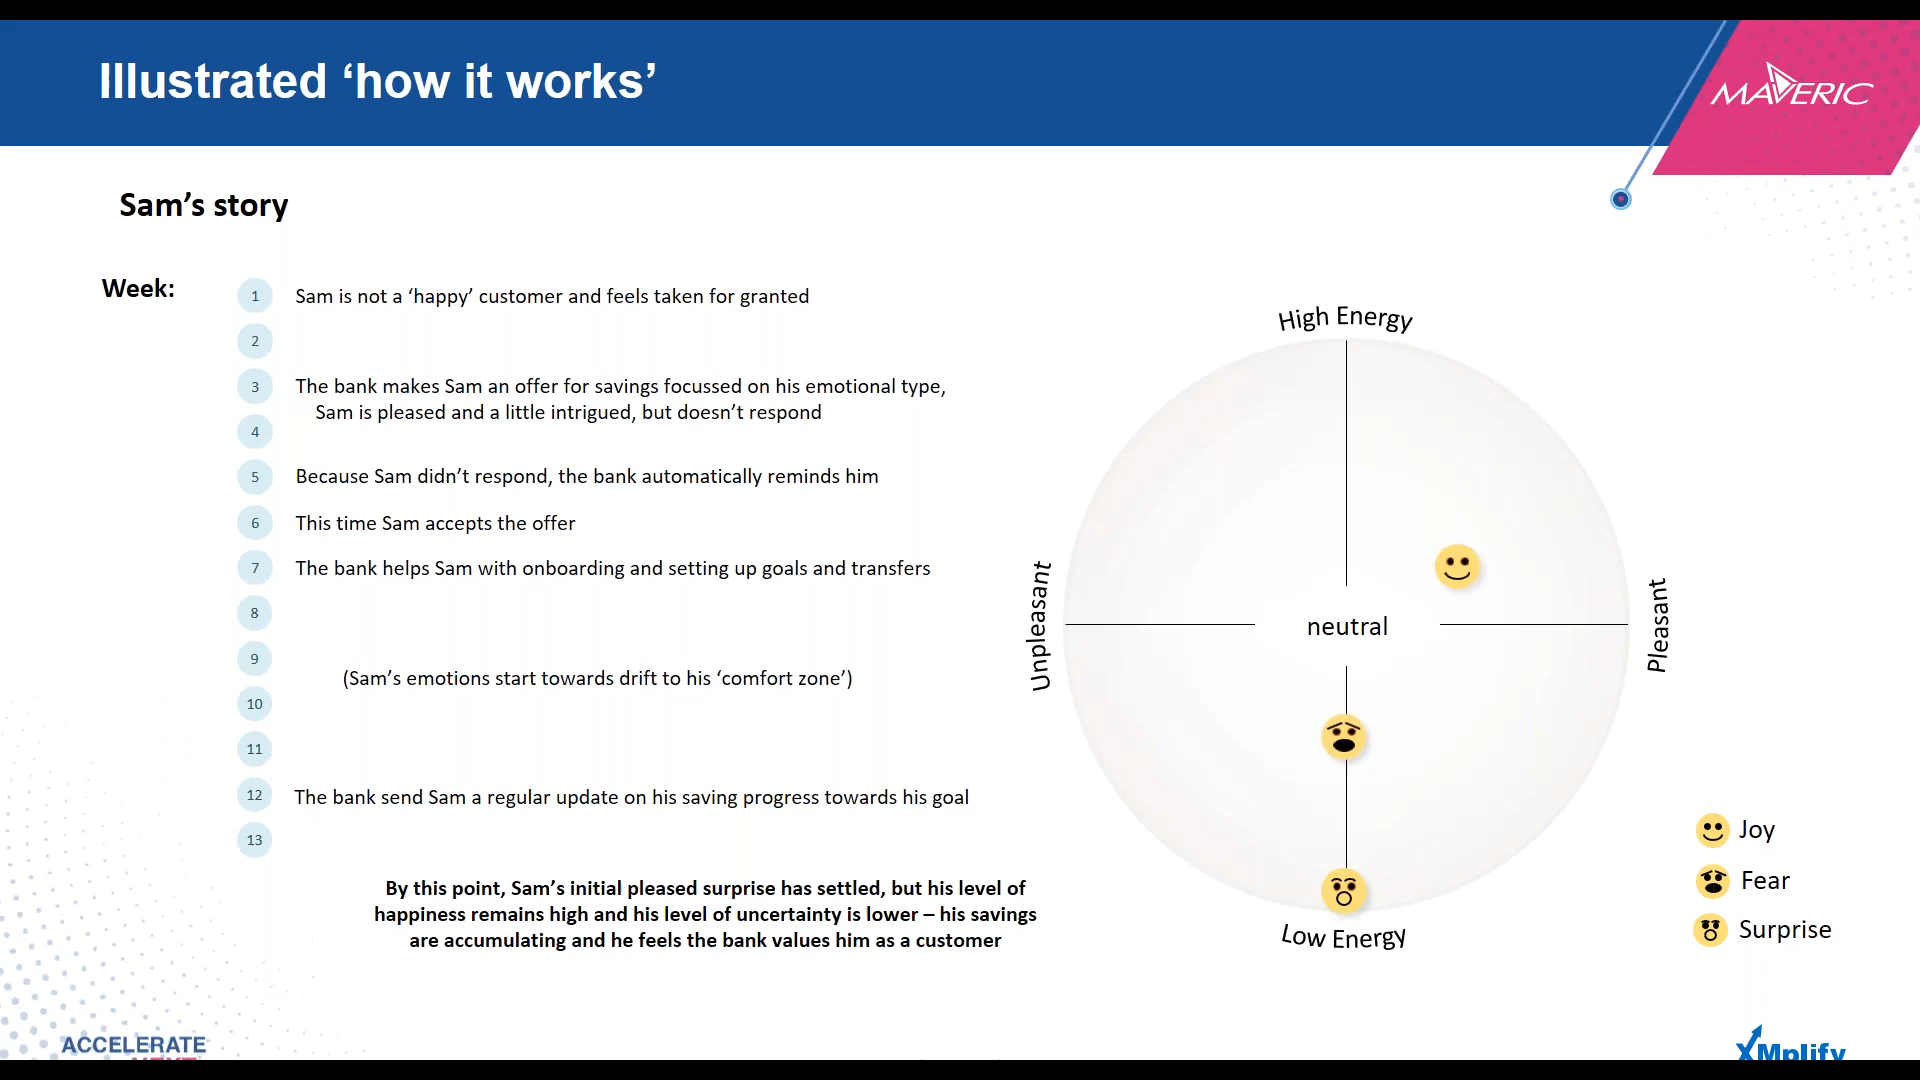 Illustrated ‘how it works’
MAVERIC
Sam’s story
Week:
1 Sam is not a ‘happy’ customer and feels taken for granted
2
3 The bank makes Sam an offer for savings focussed on his emotional type,
Sam is pleased and a little intrigued, but doesn’t respond
4
5 Because Sam didn’t respond, the bank automatically reminds him
6 This time Sam accepts the offer
7 The bank helps Sam with onboarding and setting up goals and transfers
8
9
(Sam’s emotions start towards drift to his ‘comfort zone’)
10
11
12 The bank send Sam a regular update on his saving progress towards his goal
13
By this point, Sam’s initial pleased surprise has settled, but his level of
happiness remains high and his level of uncertainty is lower – his savings
are accumulating and he feels the bank values him as a customer
High Energy
Unpleasant
neutral
Pleasant
Low Energy
Joy
Fear
Surprise
ACCELERATE
NEXT
XMplify